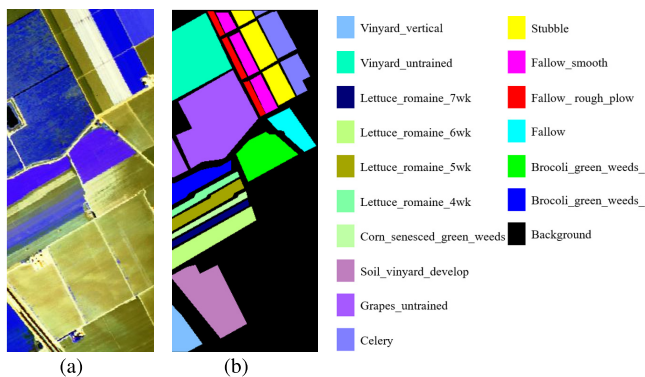 Vinyard_vertical
Vinyard_untrained
Lettuce_romaine_7wk
Lettuce_romaine_6wk
Lettuce_romaine_5wk
Lettuce_romaine_4wk
Corn_senesced_green_weeds
Soil_vinyard_develop
Grapes_untrained
Celery
Stubble
Fallow_smooth
Fallow_ rough_plow
Fallow
Brocoli_green_weeds_
Brocoli_green_weeds_
Background
(a)
(b)